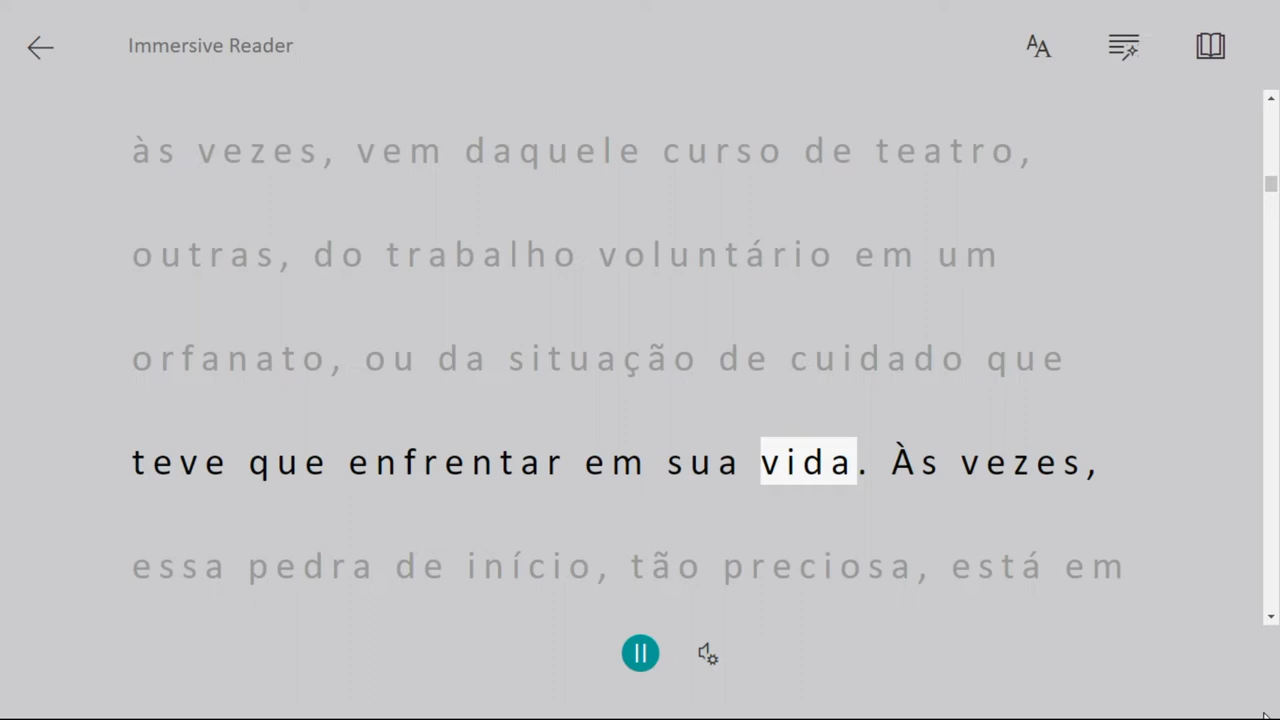 Immersive Reader
às vezes, vem daquele curso de teatro,
outras, do trabalho voluntário em um
orfanato, ou da situação de cuidado que
teve que enfrentar em sua vida. Às vezes,
essa pedra de início, tão preciosa, está em